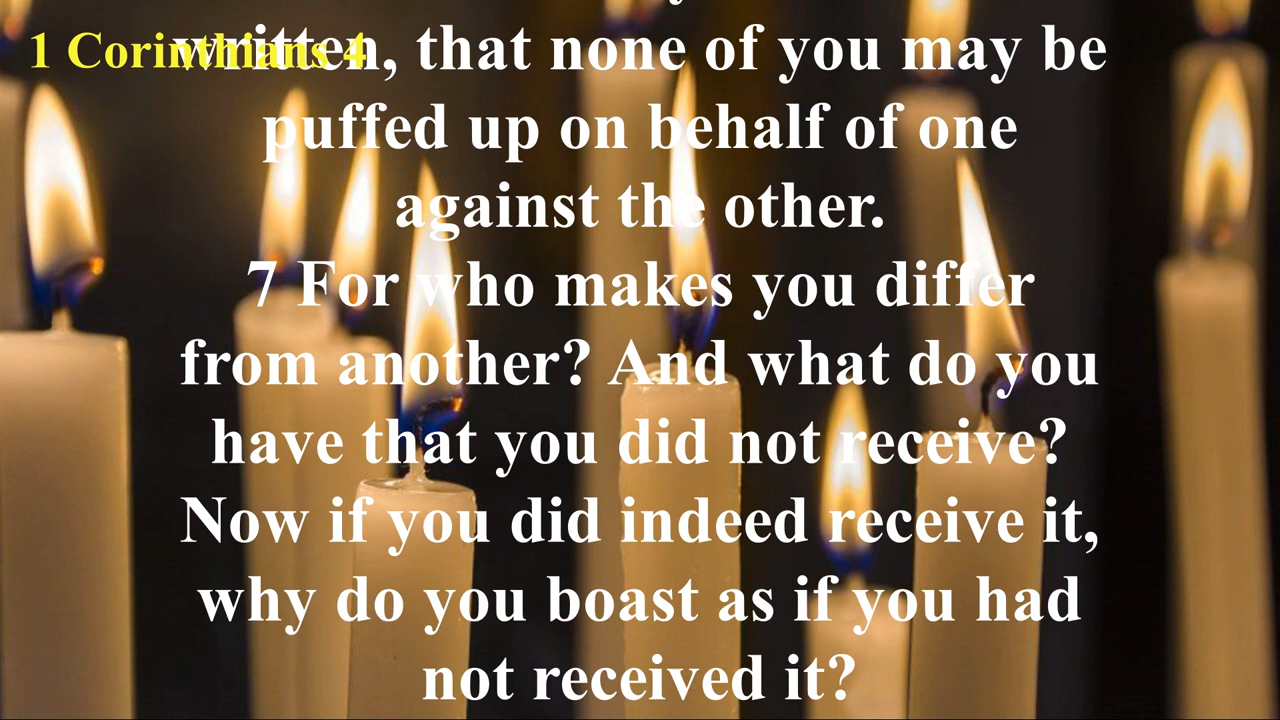 1 Corinthians 4
written, that none of you may be
puffed up on behalf of one
against the other.
7 For who makes you differ
from another? And what do you
have that you did not receive?
Now if you did indeed receive it,
why do you boast as if you had
not received it?